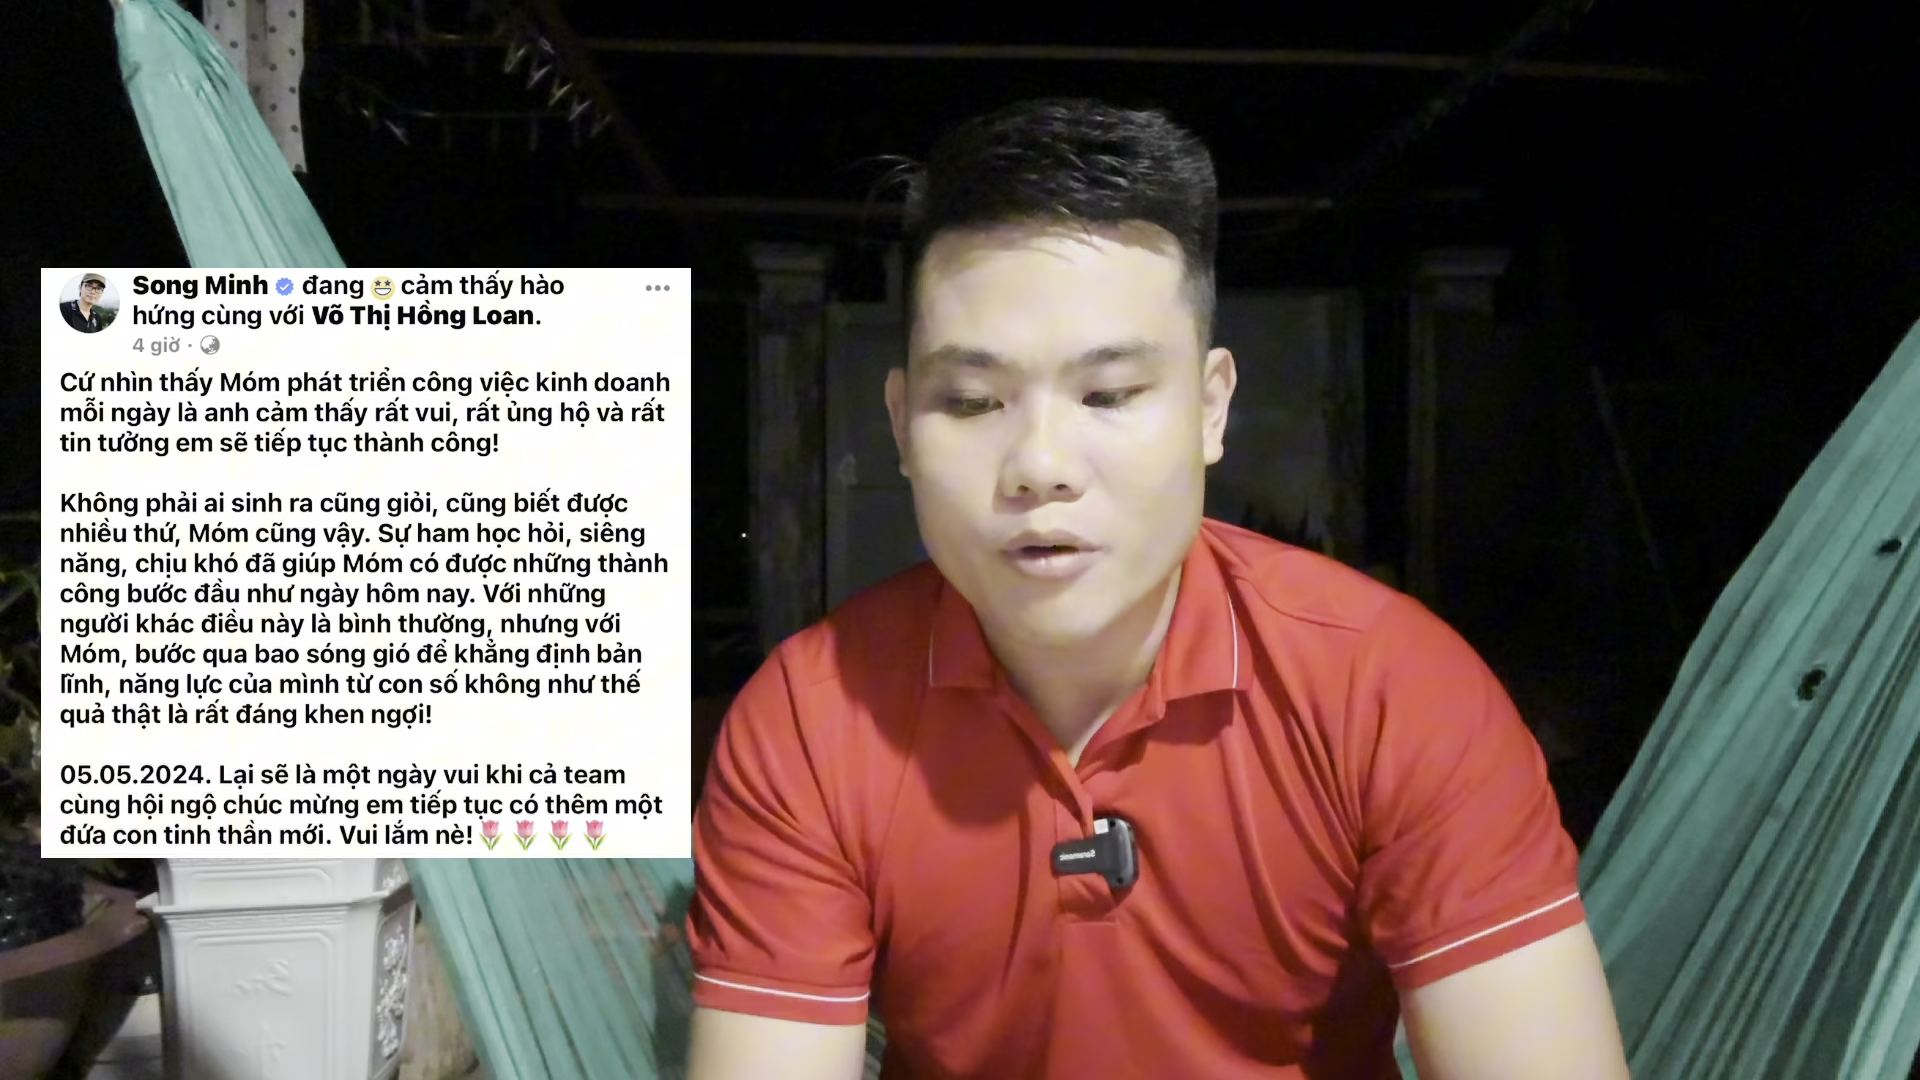 Song Minh đang cảm thấy hào
hứng cùng với Võ Thị Hồng Loan.
4 giờ ·
Cứ nhìn thấy Móm phát triển công việc kinh doanh
mỗi ngày là anh cảm thấy rất vui, rất ủng hộ và rất
tin tưởng em sẽ tiếp tục thành công!
Không phải ai sinh ra cũng giỏi, cũng biết được
nhiều thứ, Móm cũng vậy. Sự ham học hỏi, siêng
năng, chịu khó đã giúp Móm có được những thành
công bước đầu như ngày hôm nay. Với những
người khác điều này là bình thường, nhưng với
Móm, bước qua bao sóng gió để khẳng định bản
lĩnh, năng lực của mình từ con số không như thế
quả thật là rất đáng khen ngợi!
05.05.2024. Lại sẽ là một ngày vui khi cả team
cùng hội ngộ chúc mừng em tiếp tục có thêm một
đứa con tinh thần mới. Vui lắm nè!🌷🌷🌷🌷
Saramonic